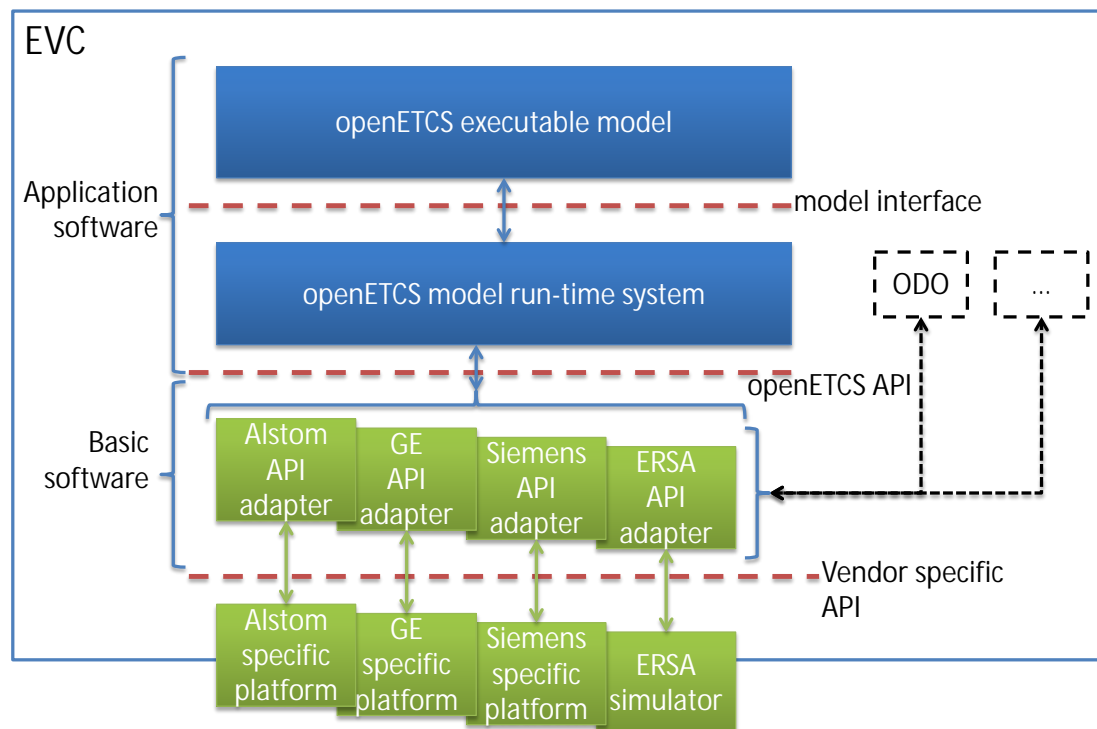 EVC
openETCS executable model
Application
software
model interface
openETCS model run-time system
ODO
...
openETCS API
Basic
software
Alstom
API
adapter
GE
API
adapter
Siemens
API
adapter
ERSA
API
adapter
Vendor specific
API
Alstom
specific
platform
GE
specific
platform
Siemens
specific
platform
ERSA
simulator